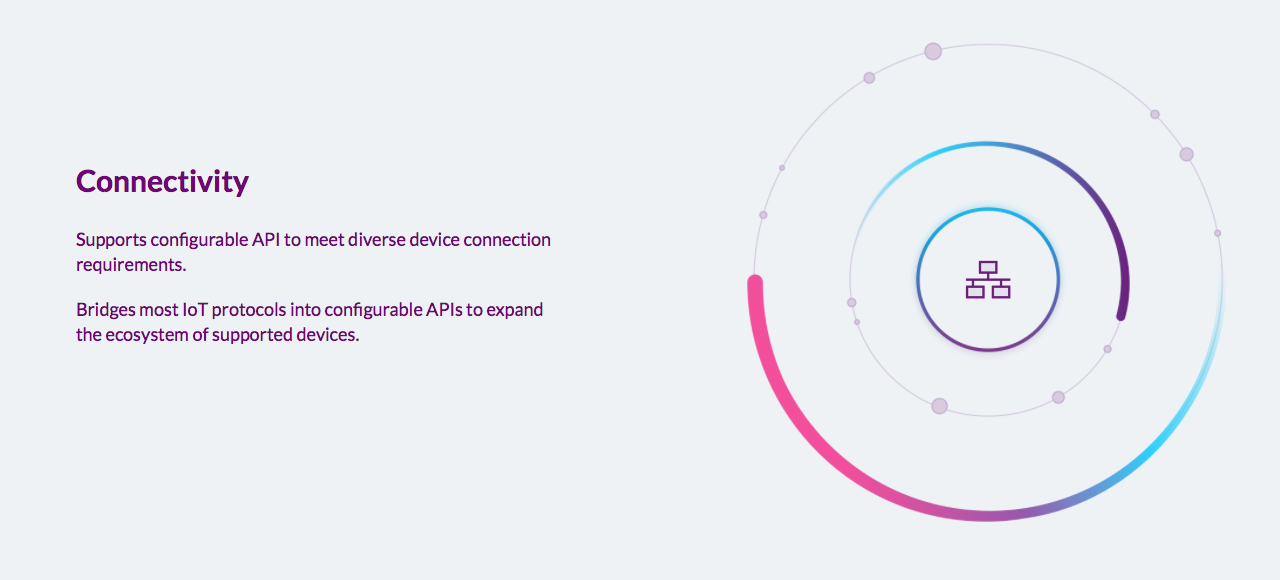 Connectivity
Supports configurable API to meet diverse device connection
requirements.
Bridges most IoT protocols into configurable APIs to expand
the ecosystem of supported devices.